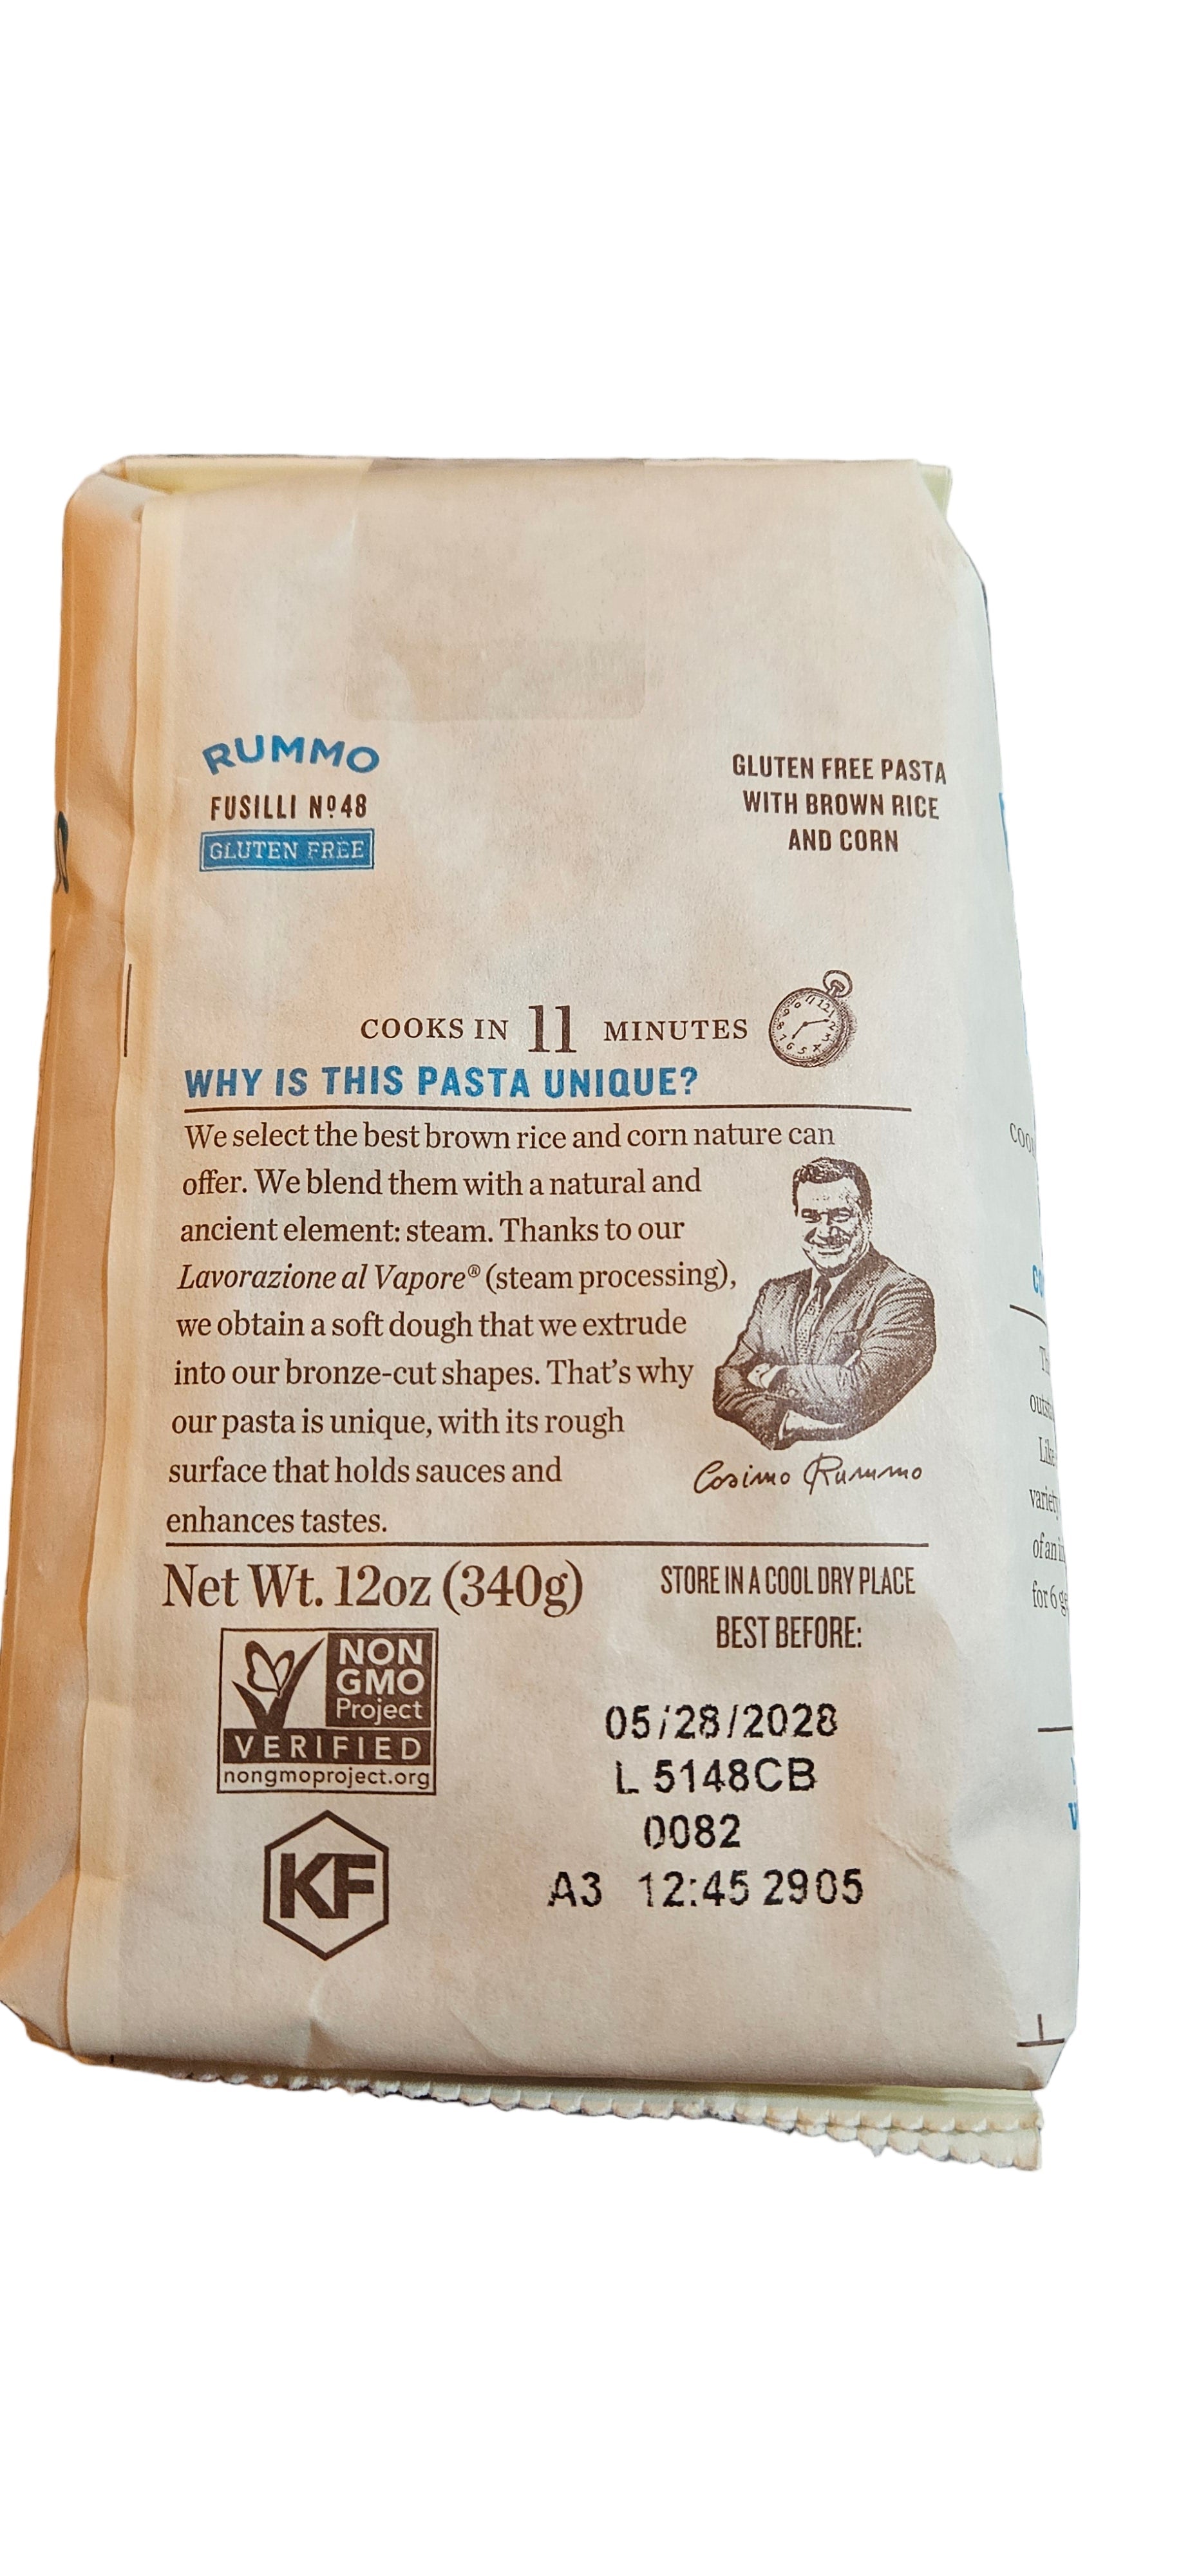 RUMMO
FUSILLI Nº48
GLUTEN FREE
GLUTEN FREE PASTA
WITH BROWN RICE
AND CORN
COOKS IN 11 MINUTES
WHY IS THIS PASTA UNIQUE?
We select the best brown rice and corn nature can
offer. We blend them with a natural and
ancient element: steam. Thanks to our
Lavorazione al Vapore® (steam processing),
we obtain a soft dough that we extrude
into our bronze-cut shapes. That's why
our pasta is unique, with its rough
surface that holds sauces and
enhances tastes.
Cosimo Rummo
Net Wt. 12oz (340g)
STORE IN A COOL DRY PLACE
BEST BEFORE:
05/28/2028
L 5148CB
0082
A3 12:45 2905
NON
GMO
Project
VERIFIED
nongmoproject.org
KF
Like
of an
for 6